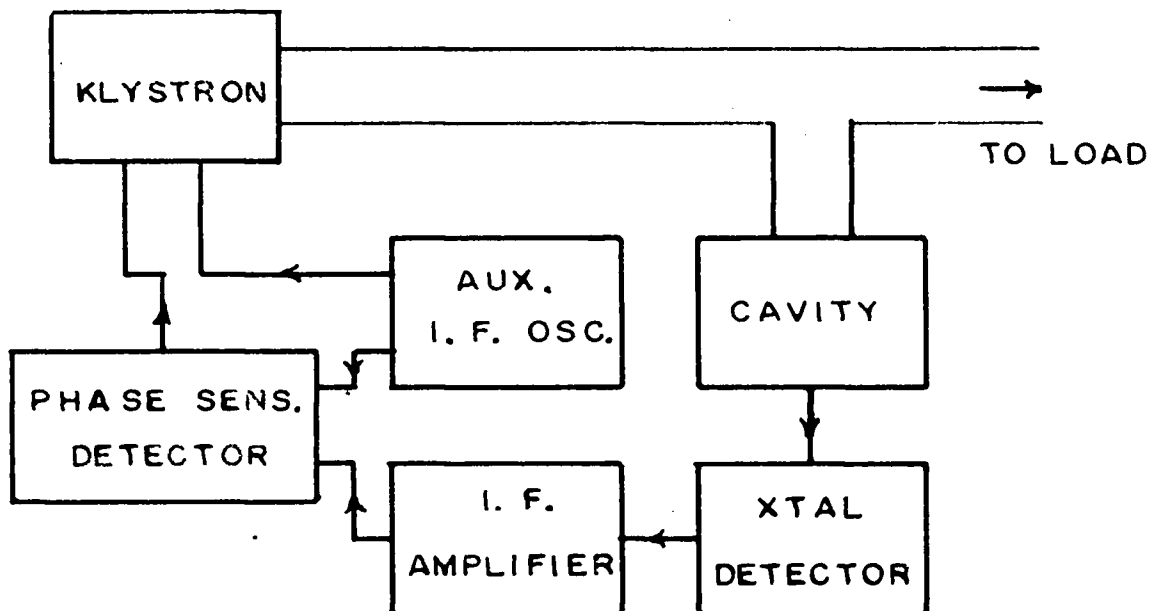 KLYSTRON
TO LOAD
AUX.
I. F. OSC.
CAVITY
PHASE SENS.
DETECTOR
I. F.
AMPLIFIER
XTAL
DETECTOR